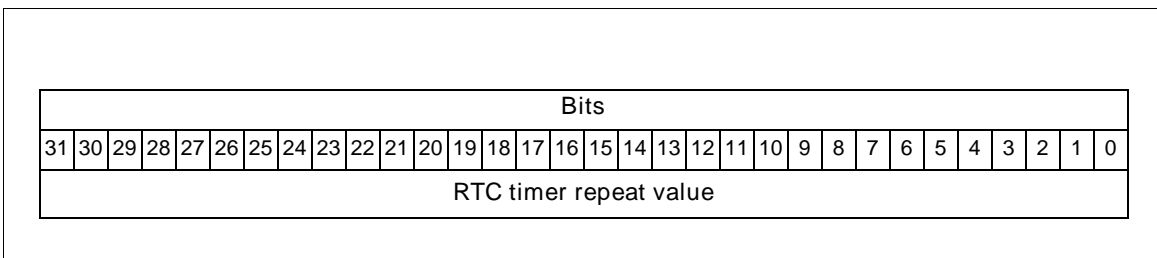 Bits
31 30 29 28 27 26 25 24 23 22 21 20 19 18 17 16 15 14 13 12 11 10 9 8 7 6 5 4 3 2 1 0
RTC timer repeat value